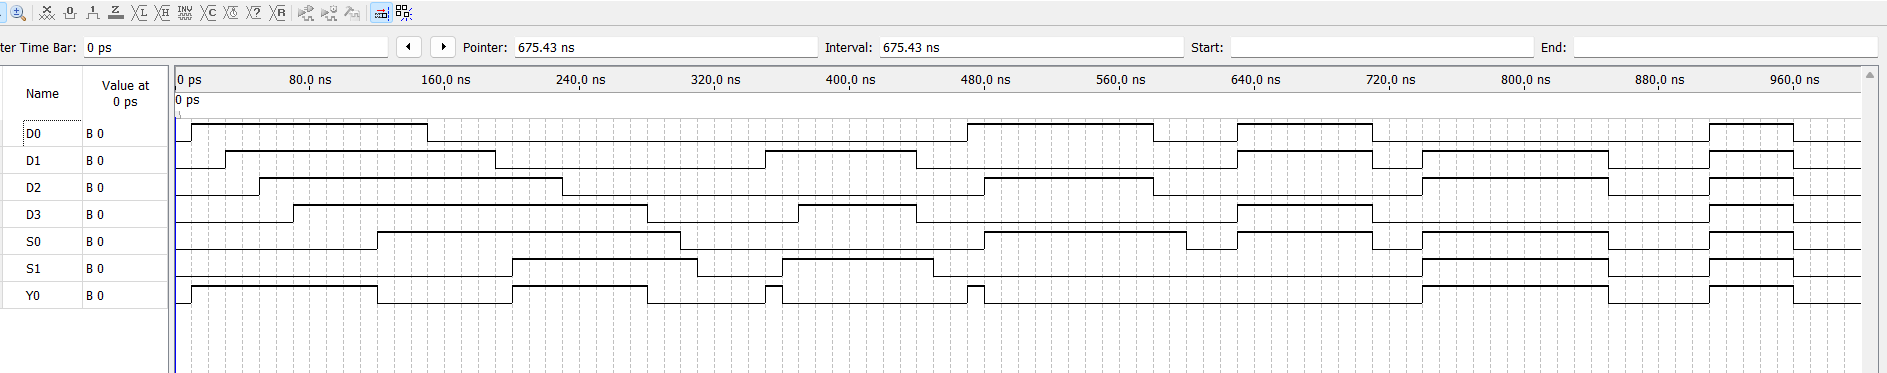 ter Time Bar: 0 ps Pointer: 675.43 ns Interval: 675.43 ns Start: End:
Name Value at 0 ps
0 ps 80.0 ns 160.0 ns 240.0 ns 320.0 ns 400.0 ns 480.0 ns 560.0 ns 640.0 ns 720.0 ns 800.0 ns 880.0 ns 960.0 ns
0 ps
D0 B 0
D1 B 0
D2 B 0
D3 B 0
S0 B 0
S1 B 0
Y0 B 0